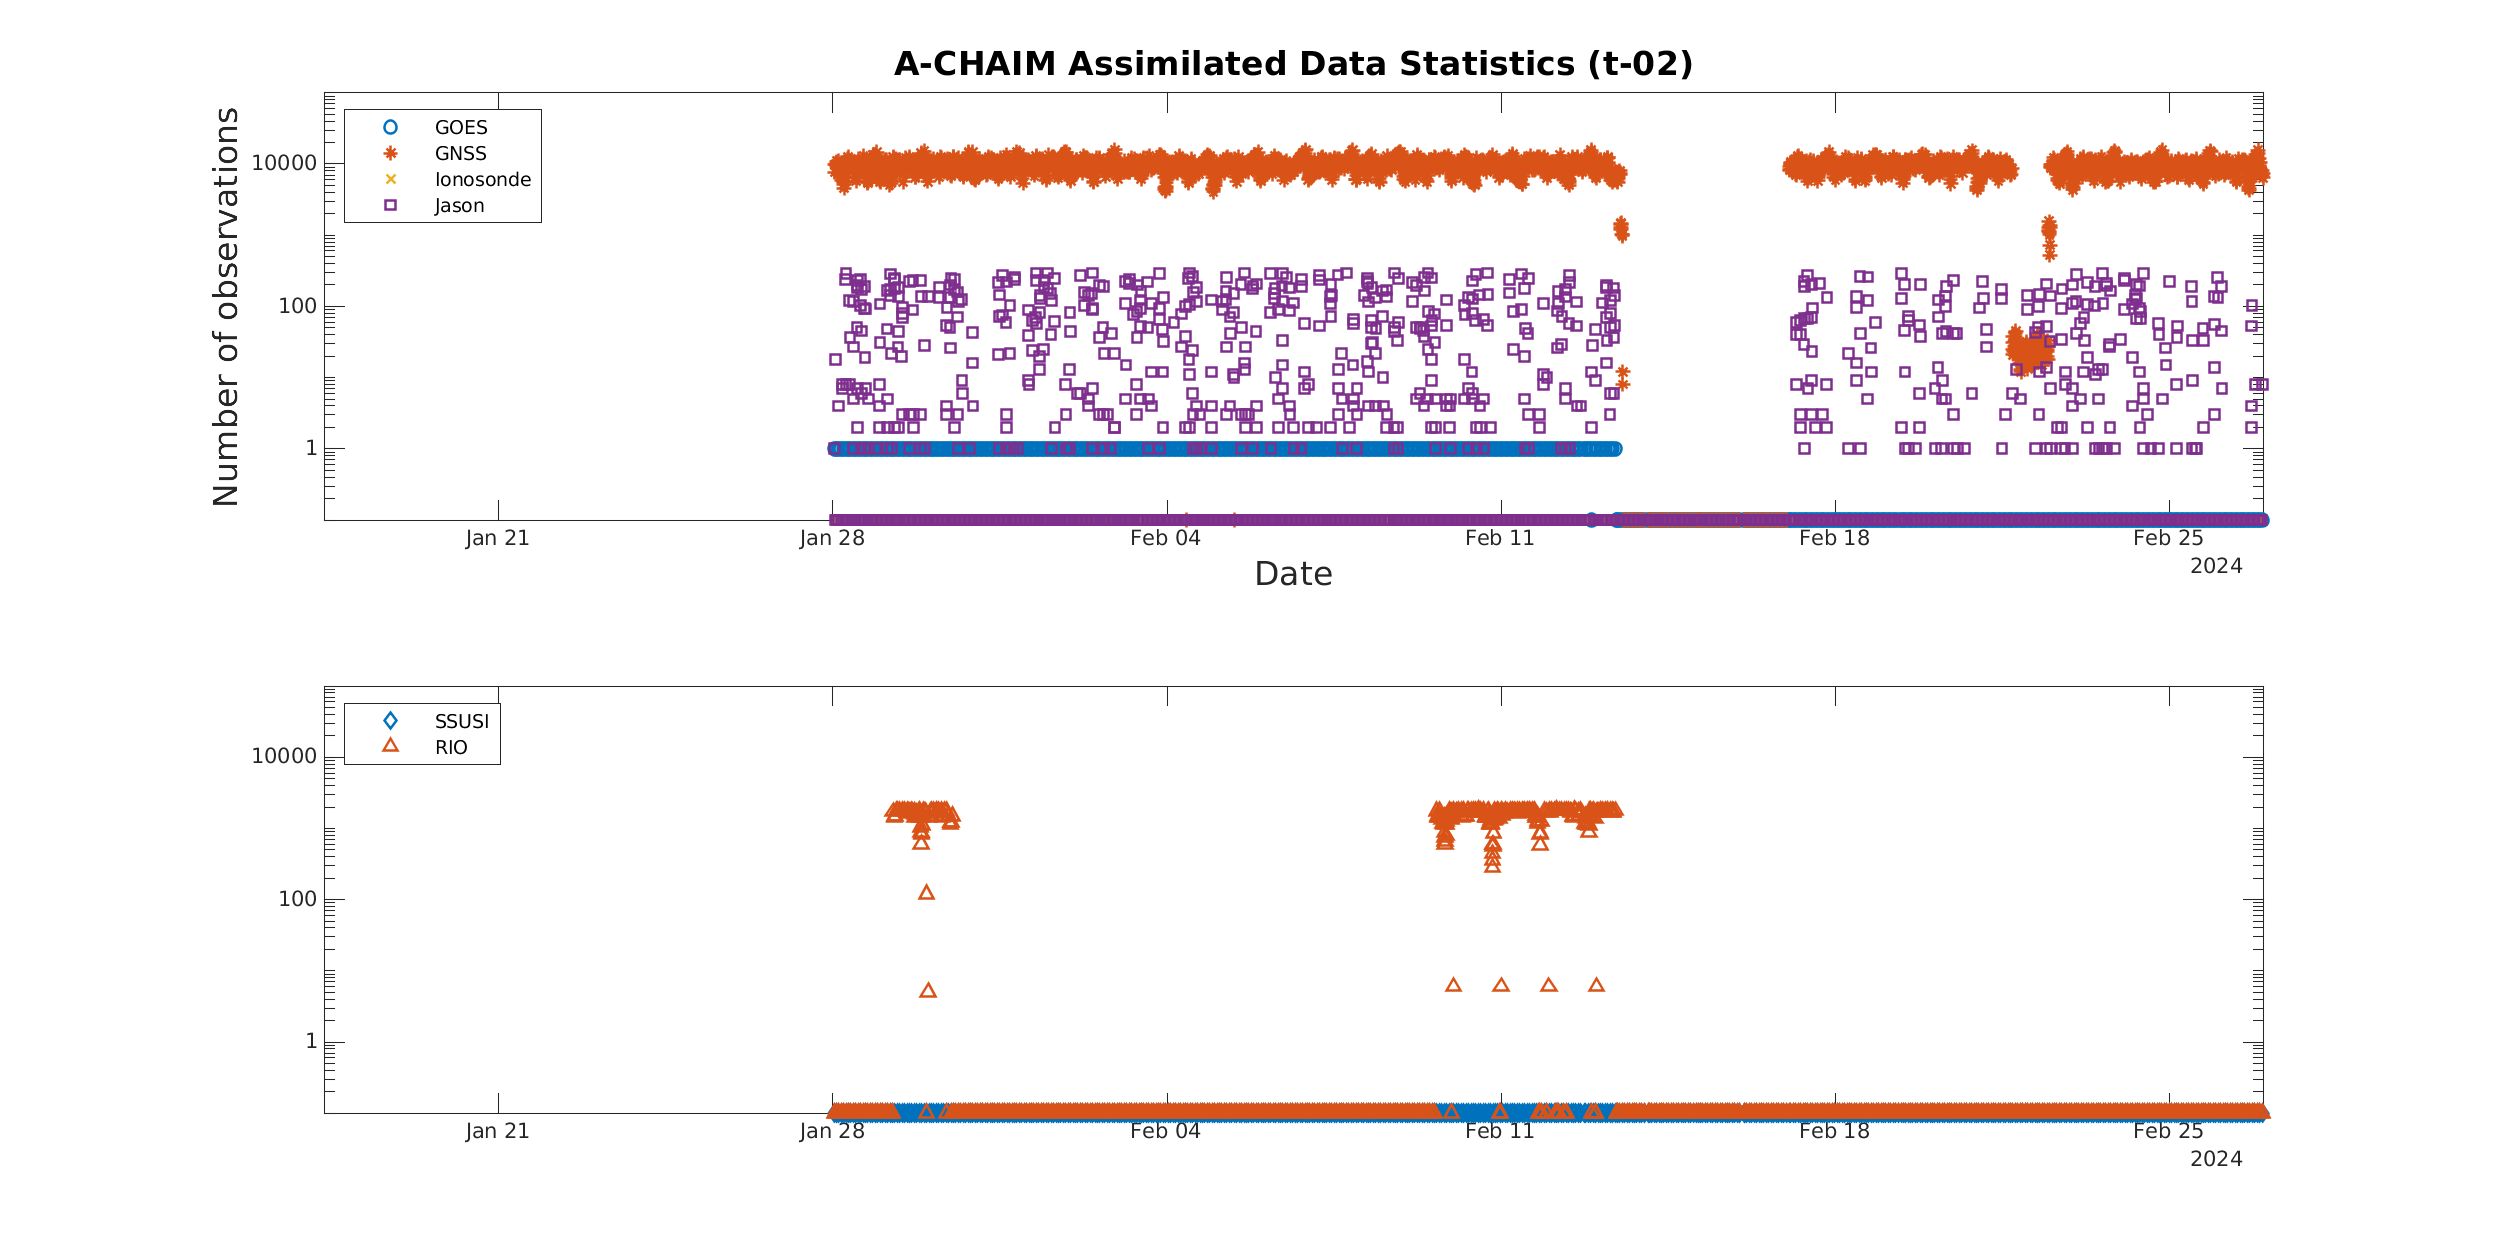 A-CHAIM Assimilated Data Statistics (t-02)
Number of observations
GOES
GNSS
Ionosonde
Jason
10000
100
1
Jan 21
Jan 28
Feb 04
Feb 11
Feb 18
Feb 25
2024
Date
SSUSI
RIO
10000
100
1
Jan 21
Jan 28
Feb 04
Feb 11
Feb 18
Feb 25
2024